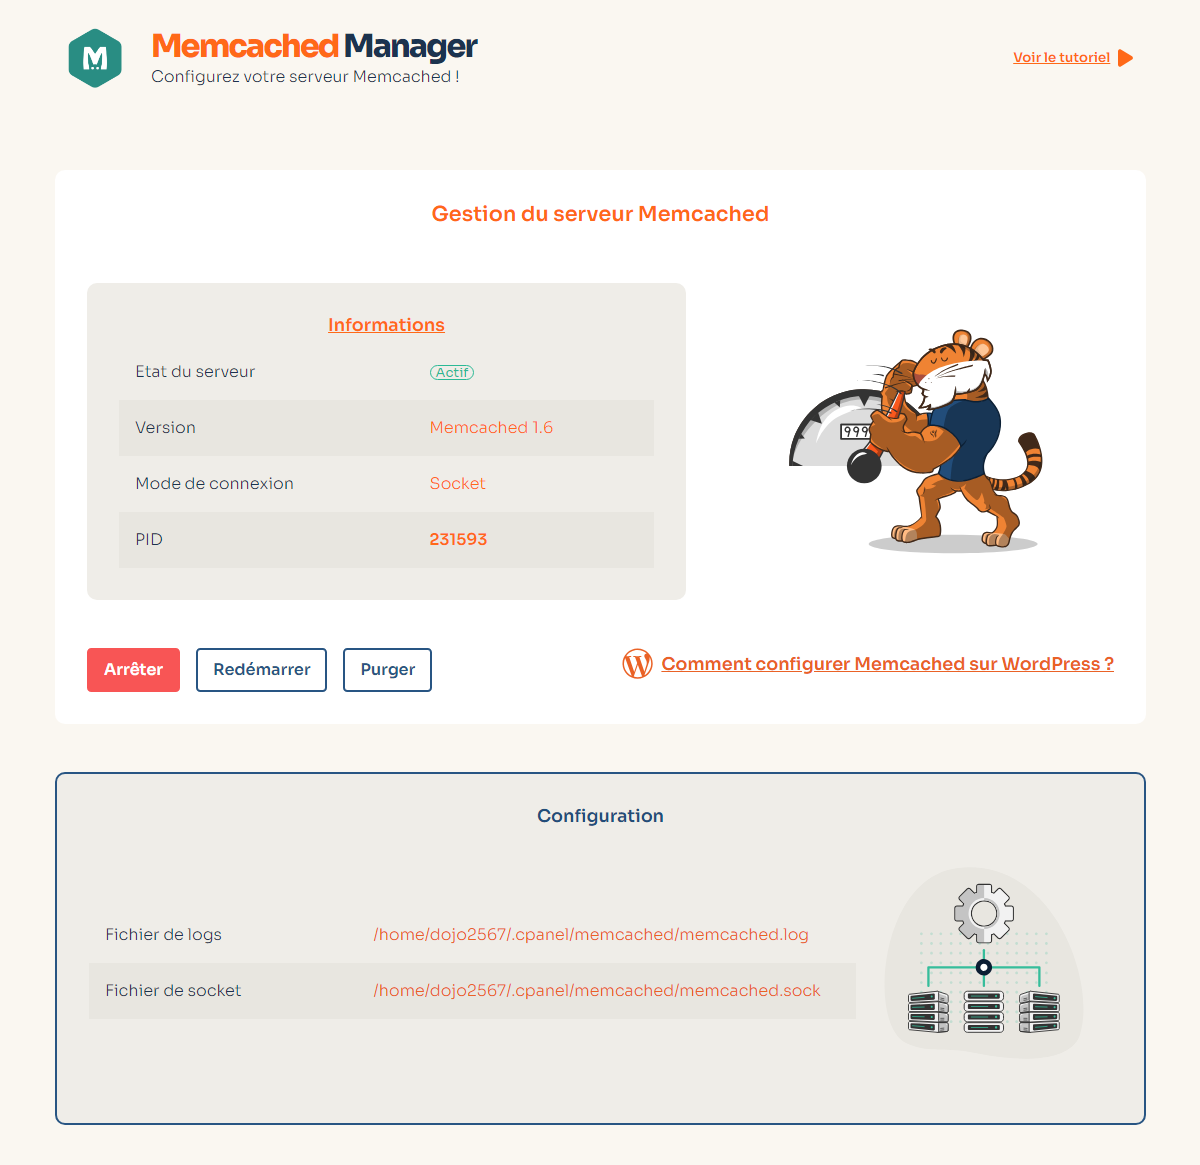 M
Memcached Manager
Configurez votre serveur Memcached !
Voir le tutoriel
Gestion du serveur Memcached
Informations
Etat du serveur Actif
Version Memcached 1.6
Mode de connexion Socket
PID 231593
999
Arrêter Redémarrer Purger
Comment configurer Memcached sur WordPress ?
Configuration
Fichier de logs /home/dojo2567/.cpanel/memcached/memcached.log
Fichier de socket /home/dojo2567/.cpanel/memcached/memcached.sock